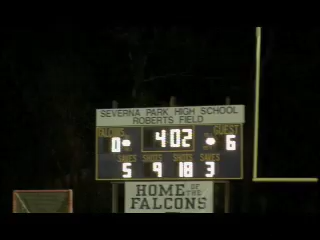 SEVERNA PARK HIGH SCHOOL
ROBERTS FIELD
FALCONS 4:02 GUEST
0 6
SAVES SHOTS SHOTS SAVES
5 9 18 3
HOME OF THE
FALCONS